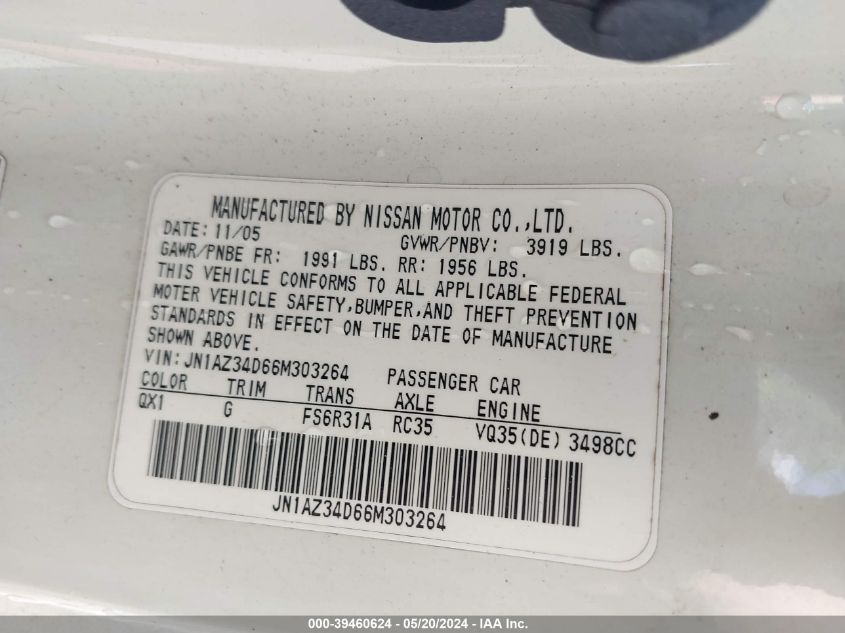 MANUFACTURED BY NISSAN MOTOR CO.,LTD.
DATE: 11/05 GVWR/PNBV: 3919 LBS.
GAWR/PNBE FR: 1991 LBS. RR: 1956 LBS.
THIS VEHICLE CONFORMS TO ALL APPLICABLE FEDERAL
MOTER VEHICLE SAFETY,BUMPER,AND THEFT PREVENTION
STANDARDS IN EFFECT ON THE DATE OF MANUFACTURE
SHOWN ABOVE.
VIN:JN1AZ34D66M303264 PASSENGER CAR
COLOR TRIM TRANS AXLE ENGINE
QX1 G FS6R31A RC35 VQ35(DE) 3498CC
JN1AZ34D66M303264
000-39460624 - 05/20/2024 - IAA Inc.